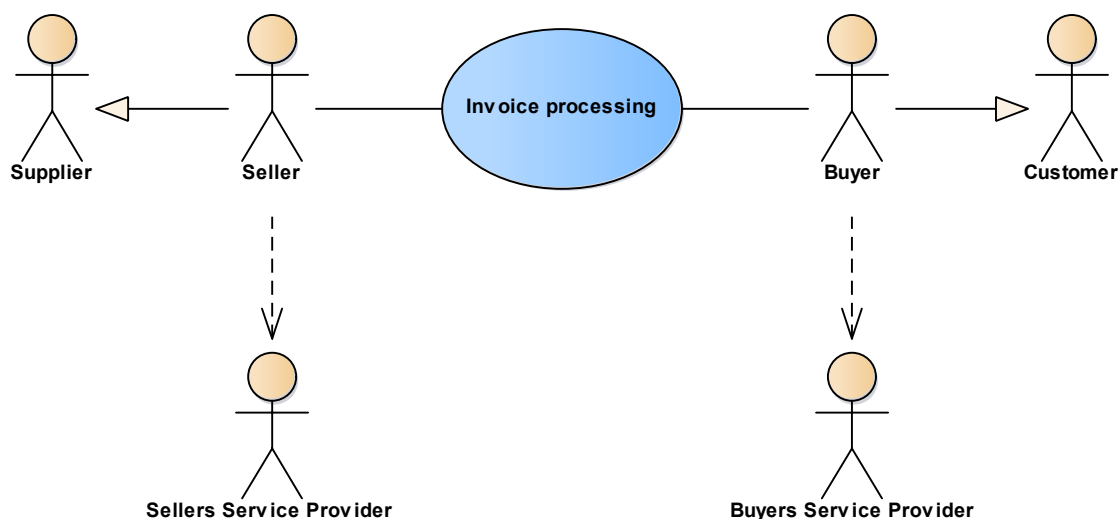 Invoice processing
Supplier
Seller
Buyer
Customer
Sellers Service Provider
Buyers Service Provider